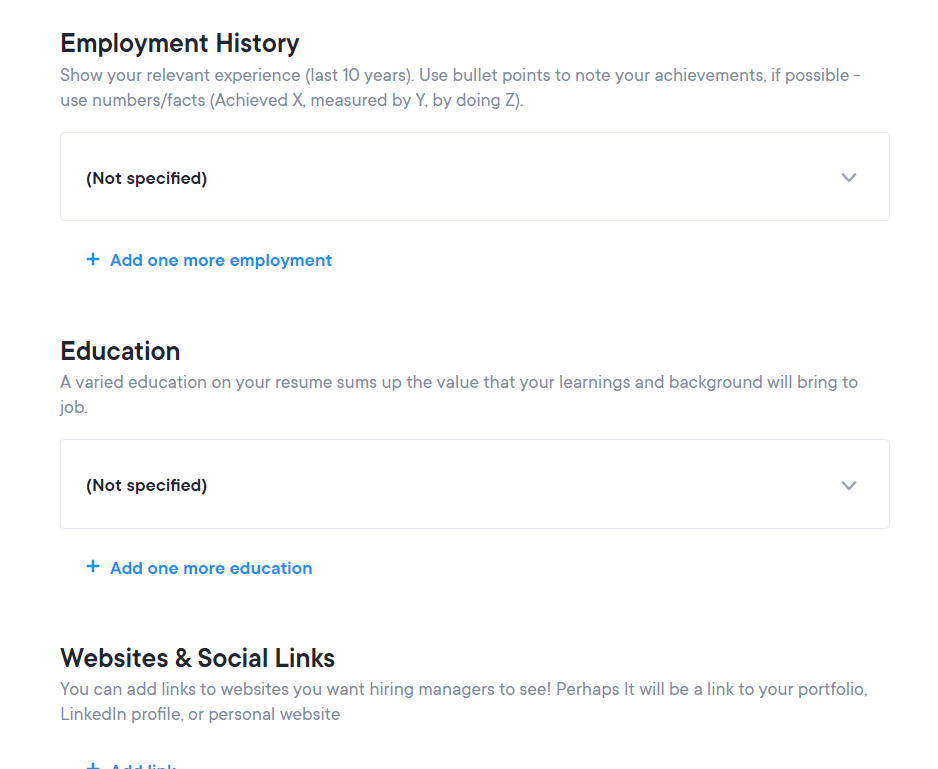 Employment History
Show your relevant experience (last 10 years). Use bullet points to note your achievements, if possible -
use numbers/facts (Achieved X, measured by Y, by doing Z).
(Not specified)
+ Add one more employment
Education
A varied education on your resume sums up the value that your learnings and background will bring to
job.
(Not specified)
+ Add one more education
Websites & Social Links
You can add links to websites you want hiring managers to see! Perhaps It will be a link to your portfolio,
LinkedIn profile, or personal website
+ Add link